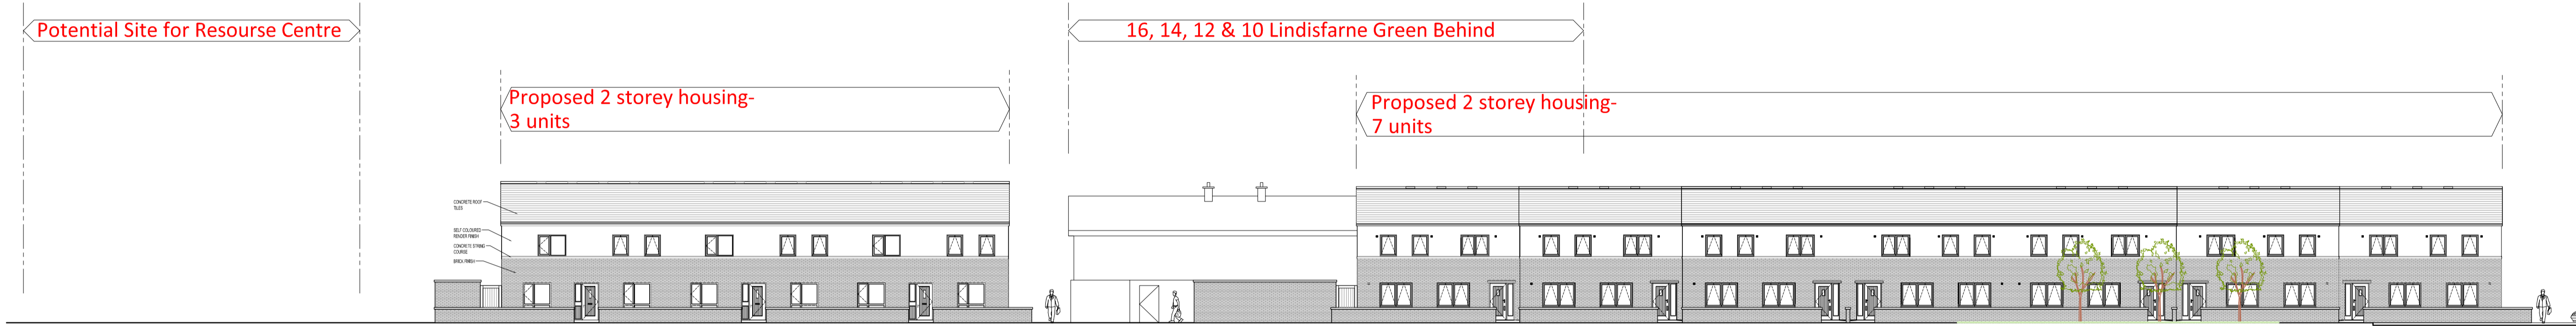 Potential Site for Resourse Centre
16, 14, 12 & 10 Lindisfarne Green Behind
Proposed 2 storey housing-
3 units
Proposed 2 storey housing-
7 units
CONCRETE ROOF
TILES
SELF COLOURED
RENDER FINISH
CONCRETE STRING
COURSE
BRICK FINISH